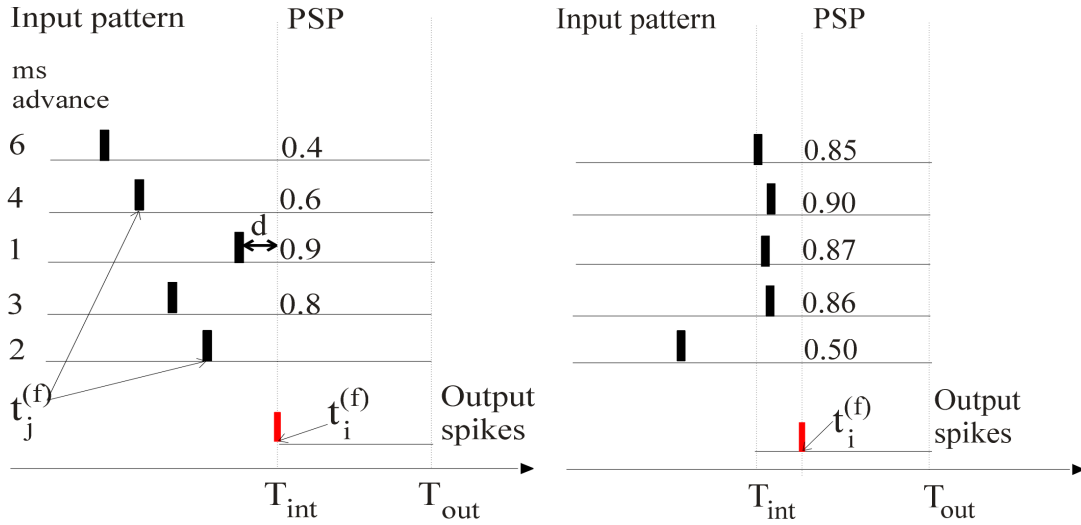 Input pattern PSP
ms
advance
6 0.4
4 0.6
d
1 0.9
3 0.8
2
t_j^(f) t_i^(f) Output
spikes
T_int T_out
Input pattern PSP
0.85
0.90
0.87
0.86
0.50
t_i^(f) Output
spikes
T_int T_out